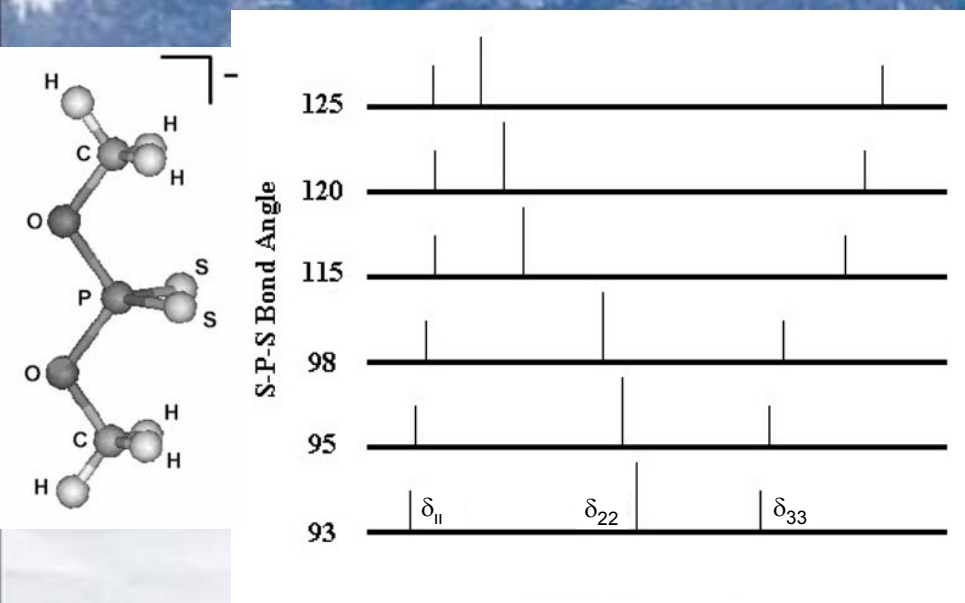 H
H
C
H
O
S
P
S
O
H
C
H
H
–
S-P-S Bond Angle
125
120
115
98
95
93
δ₁₁ δ₂₂ δ₃₃